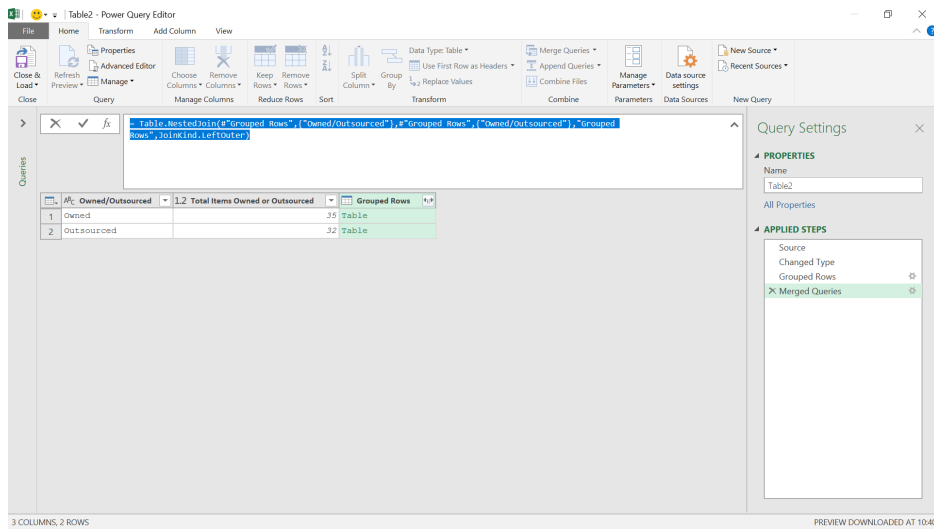 Table2 - Power Query Editor
File Home Transform Add Column View
Close & Load
Close
Refresh Preview
Properties
Advanced Editor
Manage
Query
Choose Columns
Remove Columns
Manage Columns
Keep Rows
Remove Rows
Reduce Rows
Sort
Split Column
Group By
Data Type: Table
Use First Row as Headers
1 2 Replace Values
Transform
Merge Queries
Append Queries
Combine Files
Combine
Manage Parameters
Parameters
Data source settings
Data Sources
New Source
Recent Sources
New Query
Queries
fx
= Table.NestedJoin(#"Grouped Rows",{"Owned/Outsourced"},#"Grouped Rows",{"Owned/Outsourced"},"Grouped
Rows",JoinKind.LeftOuter)
ABC Owned/Outsourced 1.2 Total Items Owned or Outsourced Grouped Rows
1 Owned 35 Table
2 Outsourced 32 Table
Query Settings
PROPERTIES
Name
Table2
All Properties
APPLIED STEPS
Source
Changed Type
Grouped Rows
Merged Queries
3 COLUMNS, 2 ROWS
PREVIEW DOWNLOADED AT 10:40